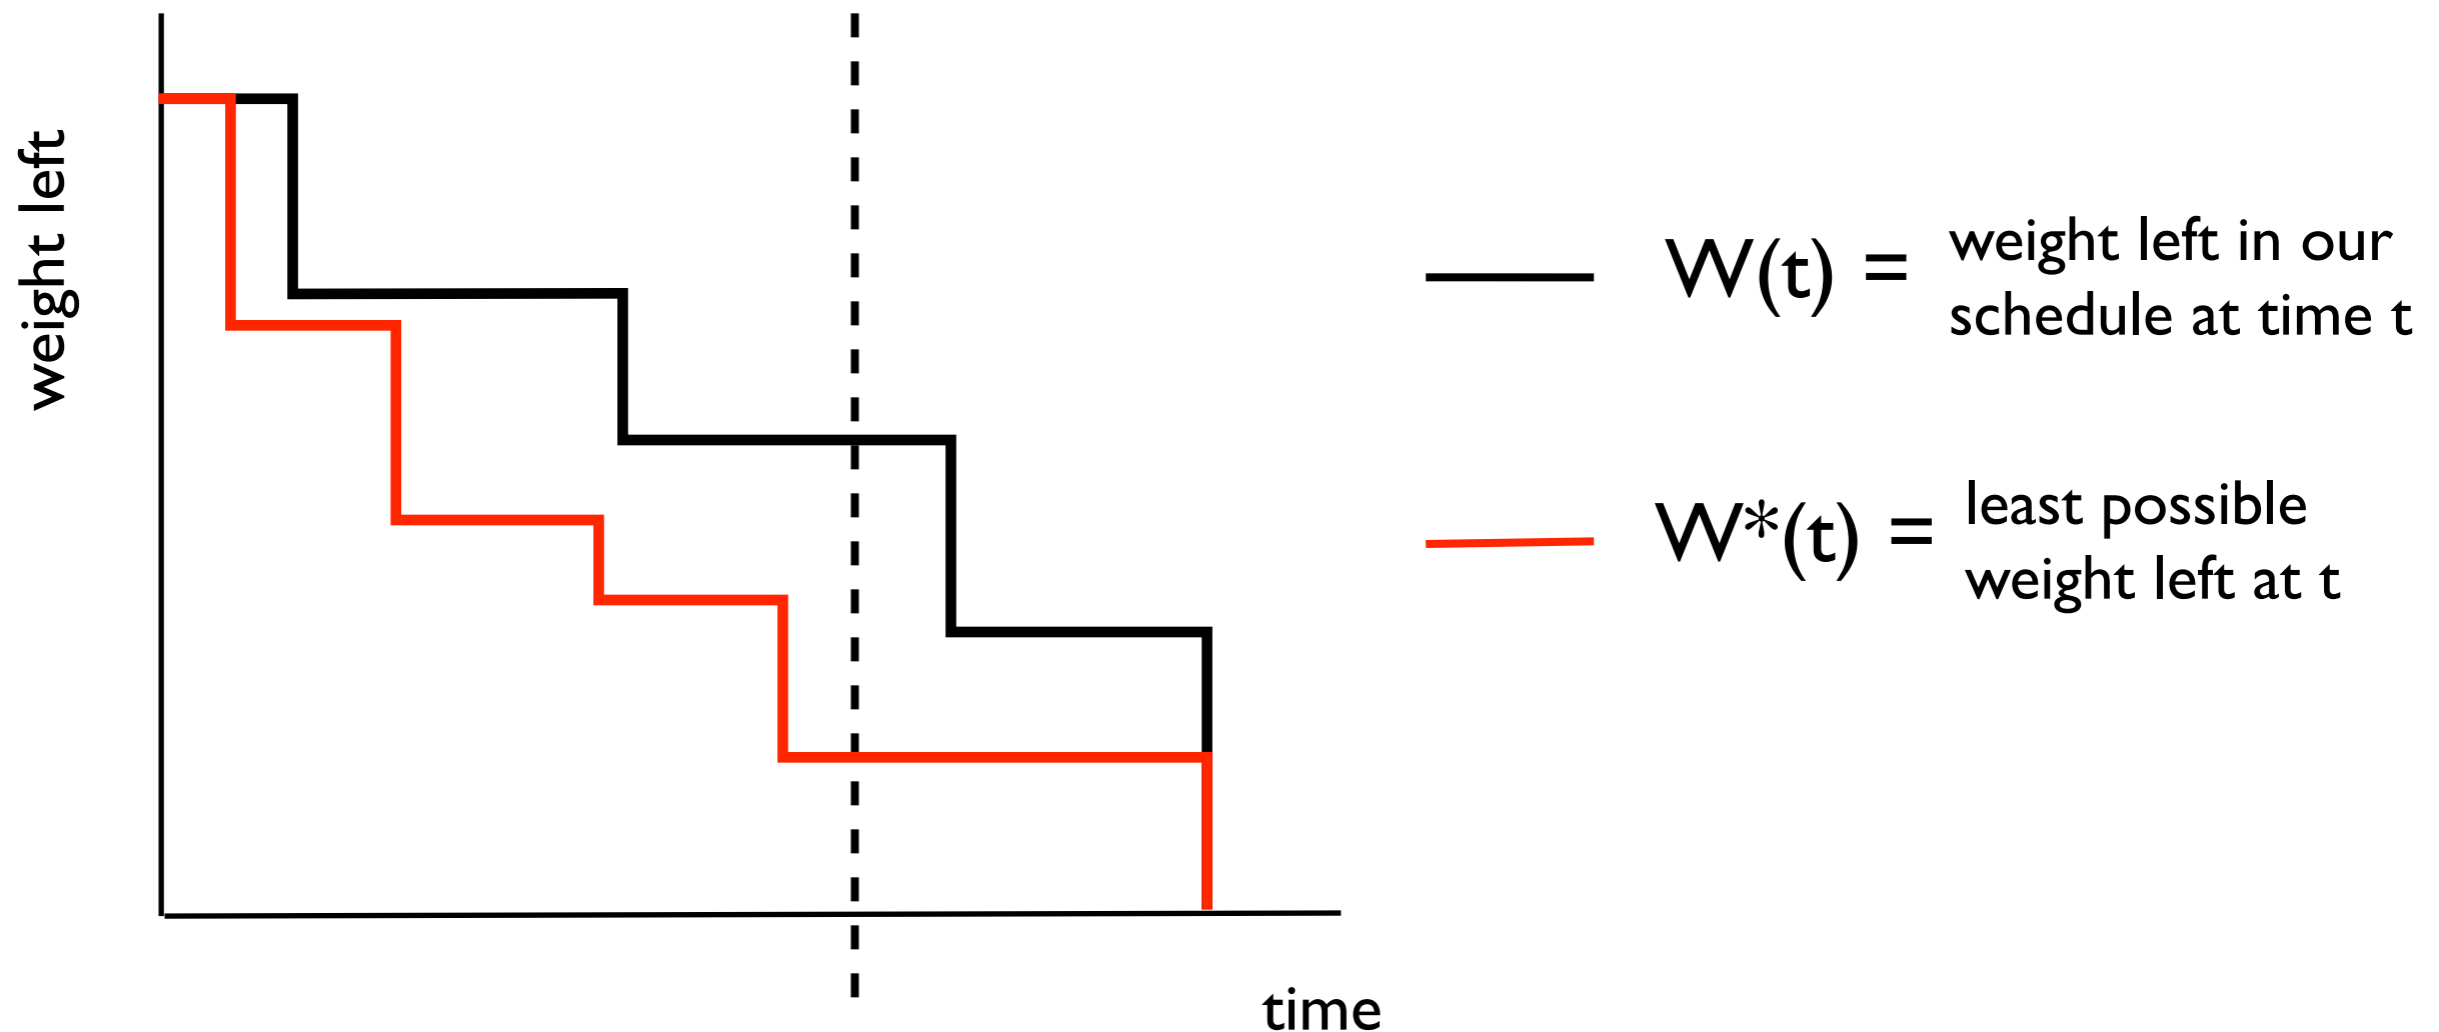 weight left
W(t) = weight left in our
schedule at time t
W*(t) = least possible
weight left at t
time